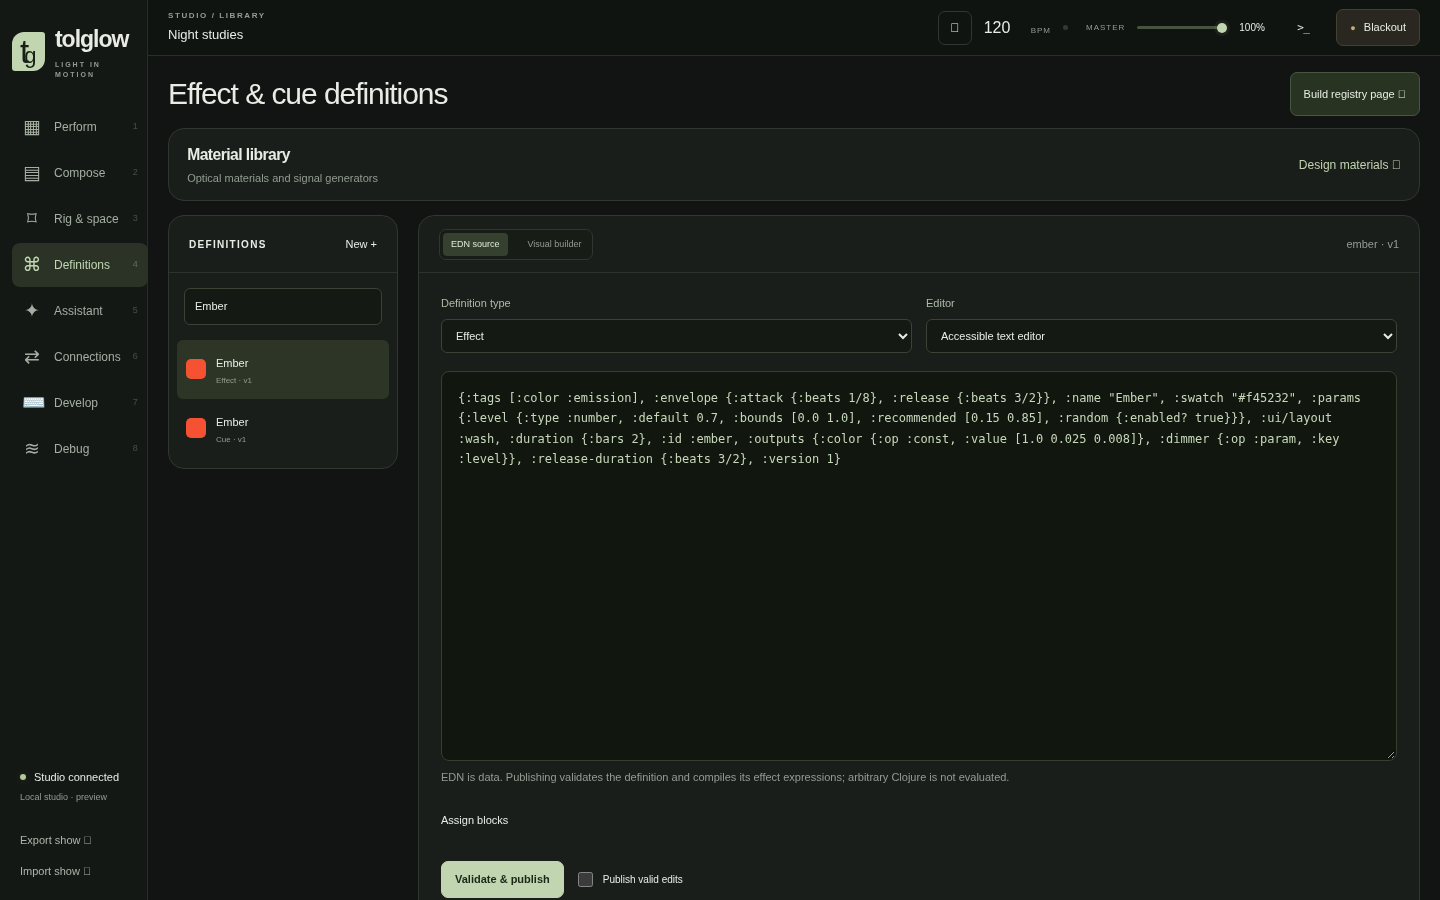 tg
tolglow
LIGHT IN
MOTION
Perform 1
Compose 2
Rig & space 3
Definitions 4
Assistant 5
Connections 6
Develop 7
Debug 8
Studio connected
Local studio · preview
Export show
Import show
STUDIO / LIBRARY
Night studies
120 BPM
MASTER 100%
>_
Blackout
Effect & cue definitions
Build registry page
Material library
Optical materials and signal generators
Design materials
DEFINITIONS
New +
Ember
Ember
Effect · v1
Ember
Cue · v1
EDN source
Visual builder
ember · v1
Definition type
Editor
Effect
Accessible text editor
{:tags [:color :emission], :envelope {:attack {:beats 1/8}, :release {:beats 3/2}}, :name "Ember", :swatch "#f45232", :params
{:level {:type :number, :default 0.7, :bounds [0.0 1.0], :recommended [0.15 0.85], :random {:enabled? true}}}, :ui/layout
:wash, :duration {:bars 2}, :id :ember, :outputs {:color {:op :const, :value [1.0 0.025 0.008]}, :dimmer {:op :param, :key
:level}}, :release-duration {:beats 3/2}, :version 1}
EDN is data. Publishing validates the definition and compiles its effect expressions; arbitrary Clojure is not evaluated.
Assign blocks
Validate & publish
Publish valid edits